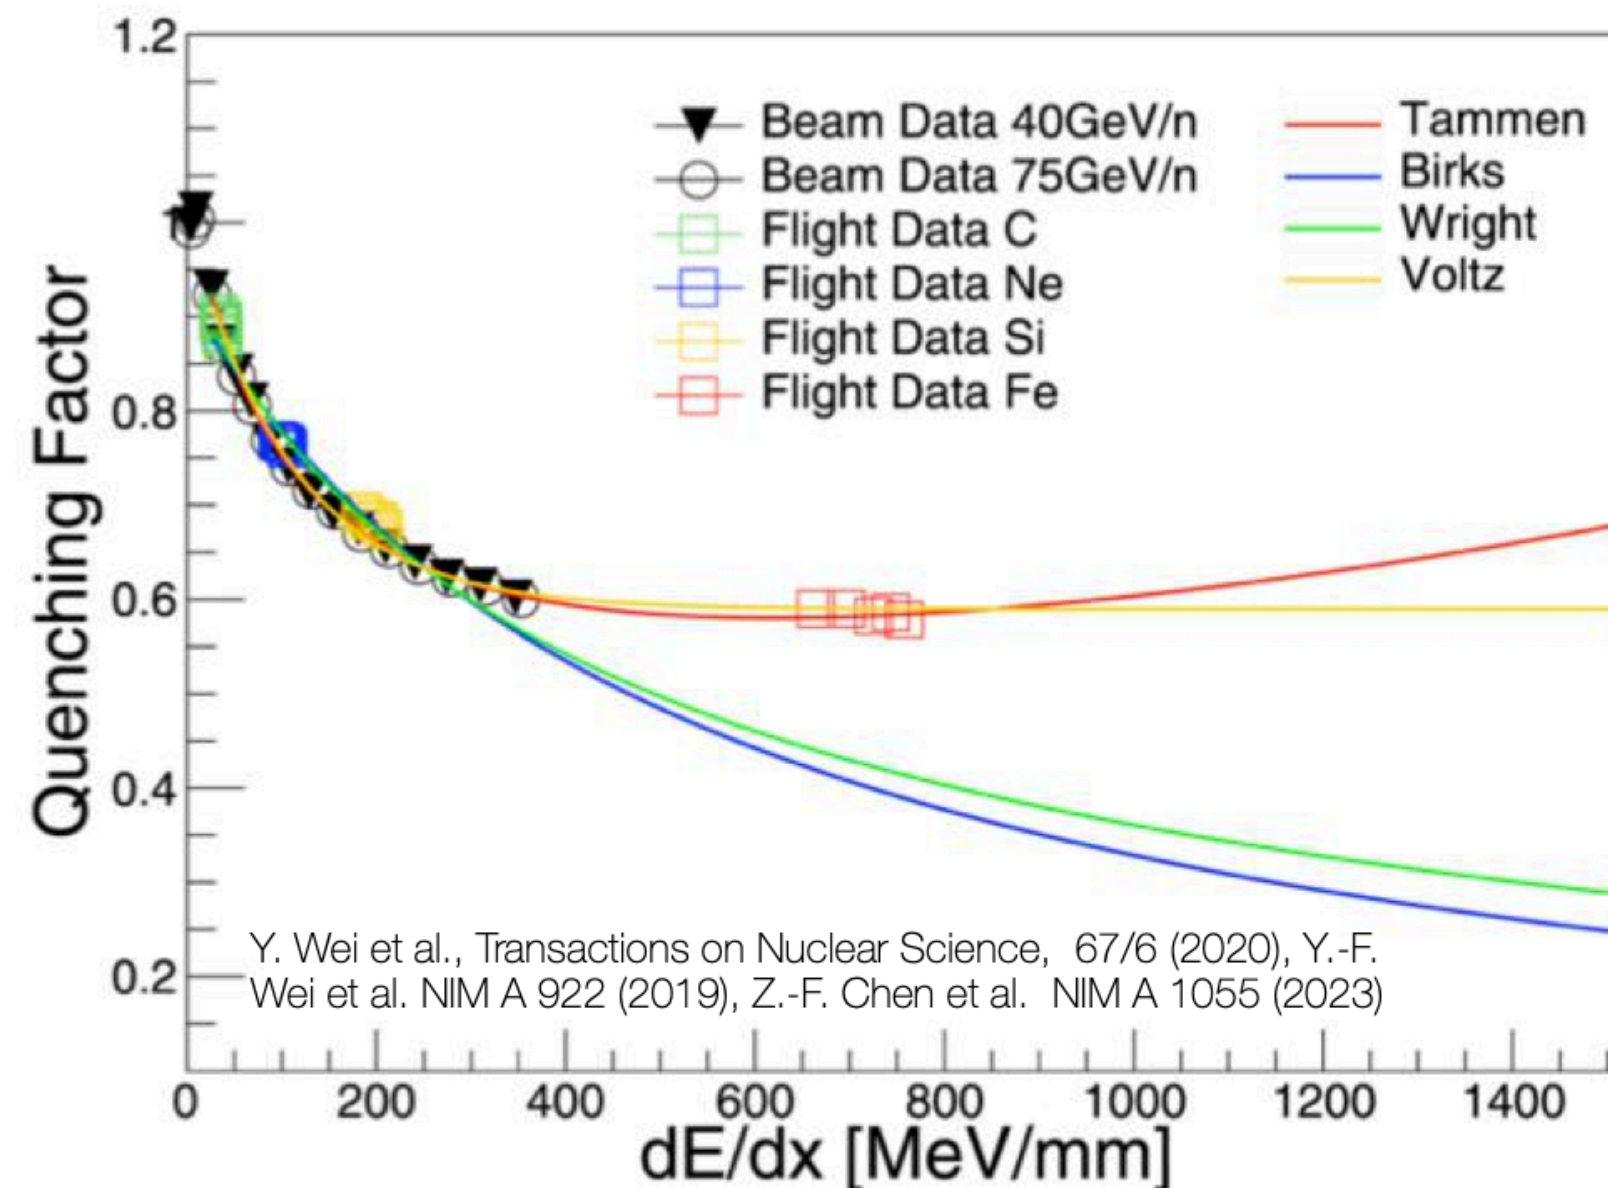 1.2
1
0.8
0.6
0.4
0.2
Quenching Factor
Beam Data 40GeV/n
Beam Data 75GeV/n
Flight Data C
Flight Data Ne
Flight Data Si
Flight Data Fe
Tammen
Birks
Wright
Voltz
Y. Wei et al., Transactions on Nuclear Science, 67/6 (2020), Y.-F.
Wei et al. NIM A 922 (2019), Z.-F. Chen et al. NIM A 1055 (2023)
0 200 400 600 800 1000 1200 1400
dE/dx [MeV/mm]